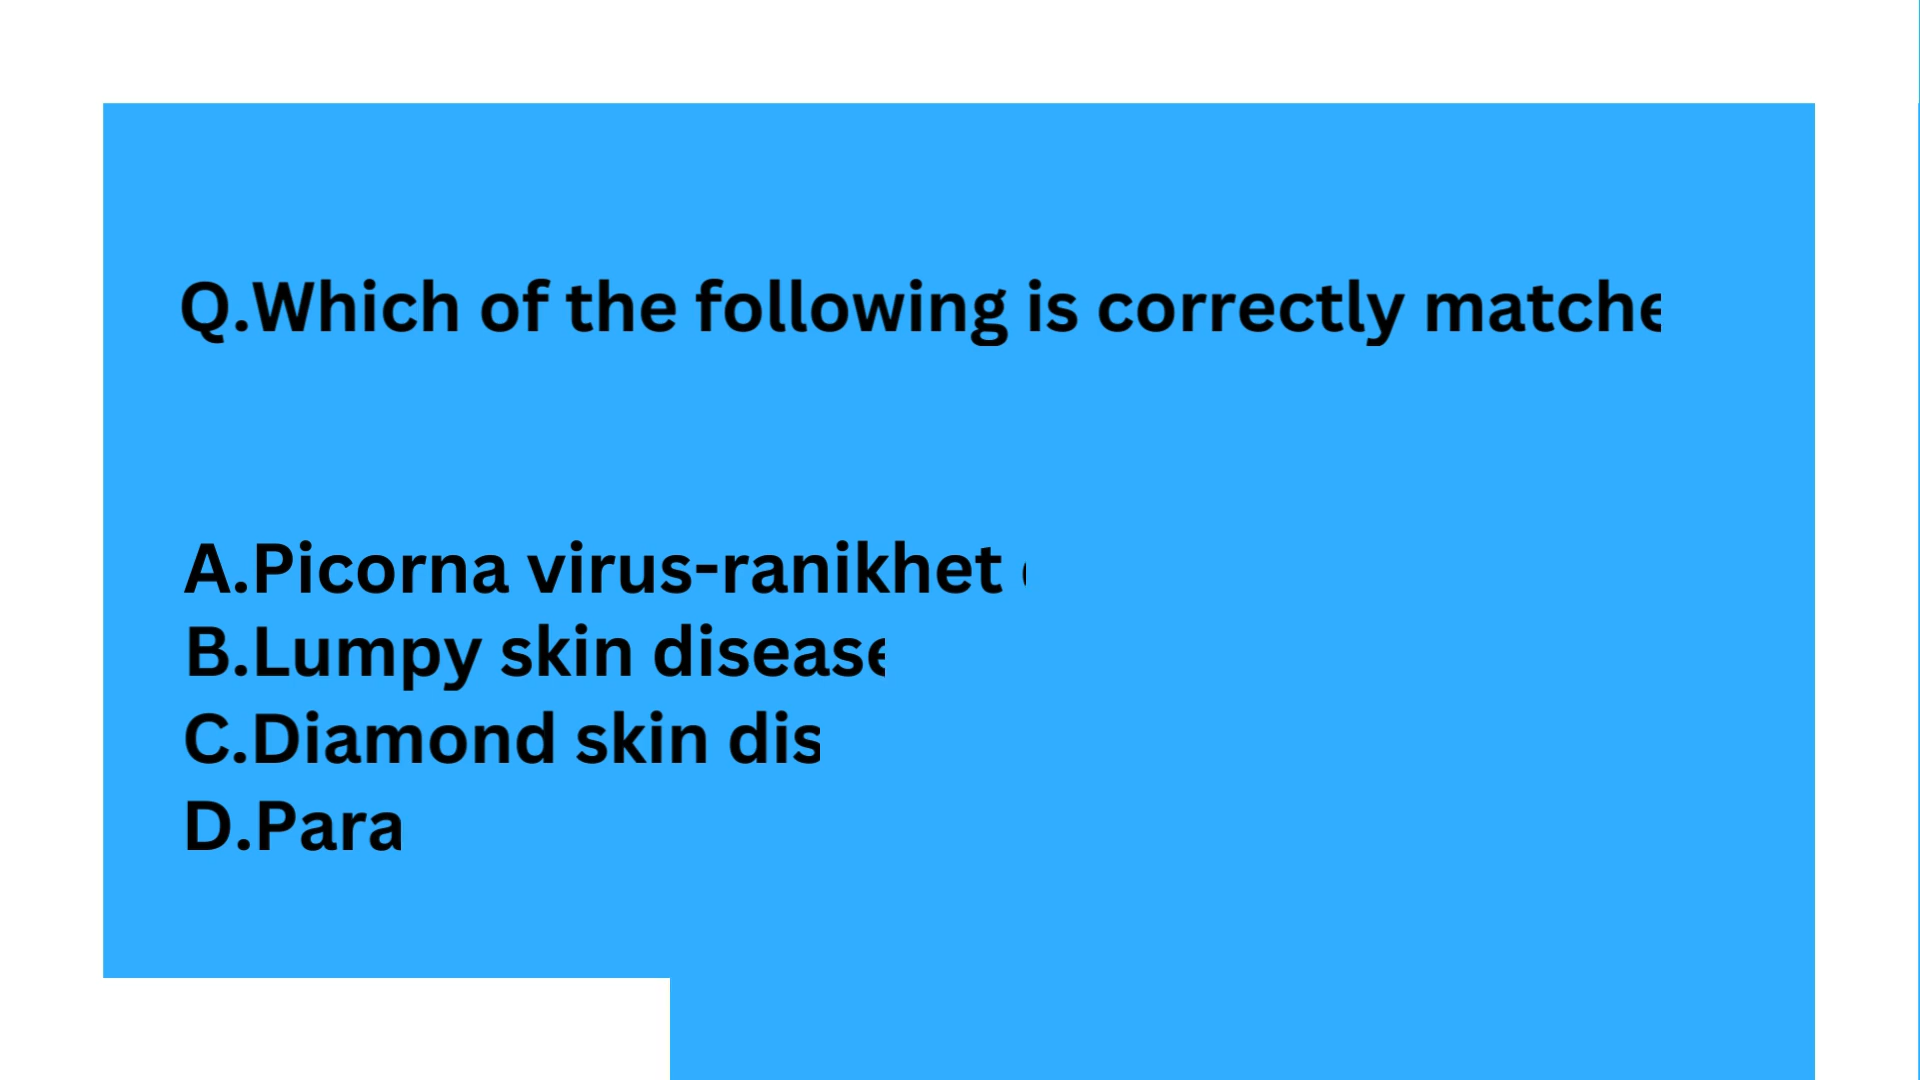 Q.Which of the following is correctly matche
A.Picorna virus-ranikhet
B.Lumpy skin disease
C.Diamond skin dis
D.Para